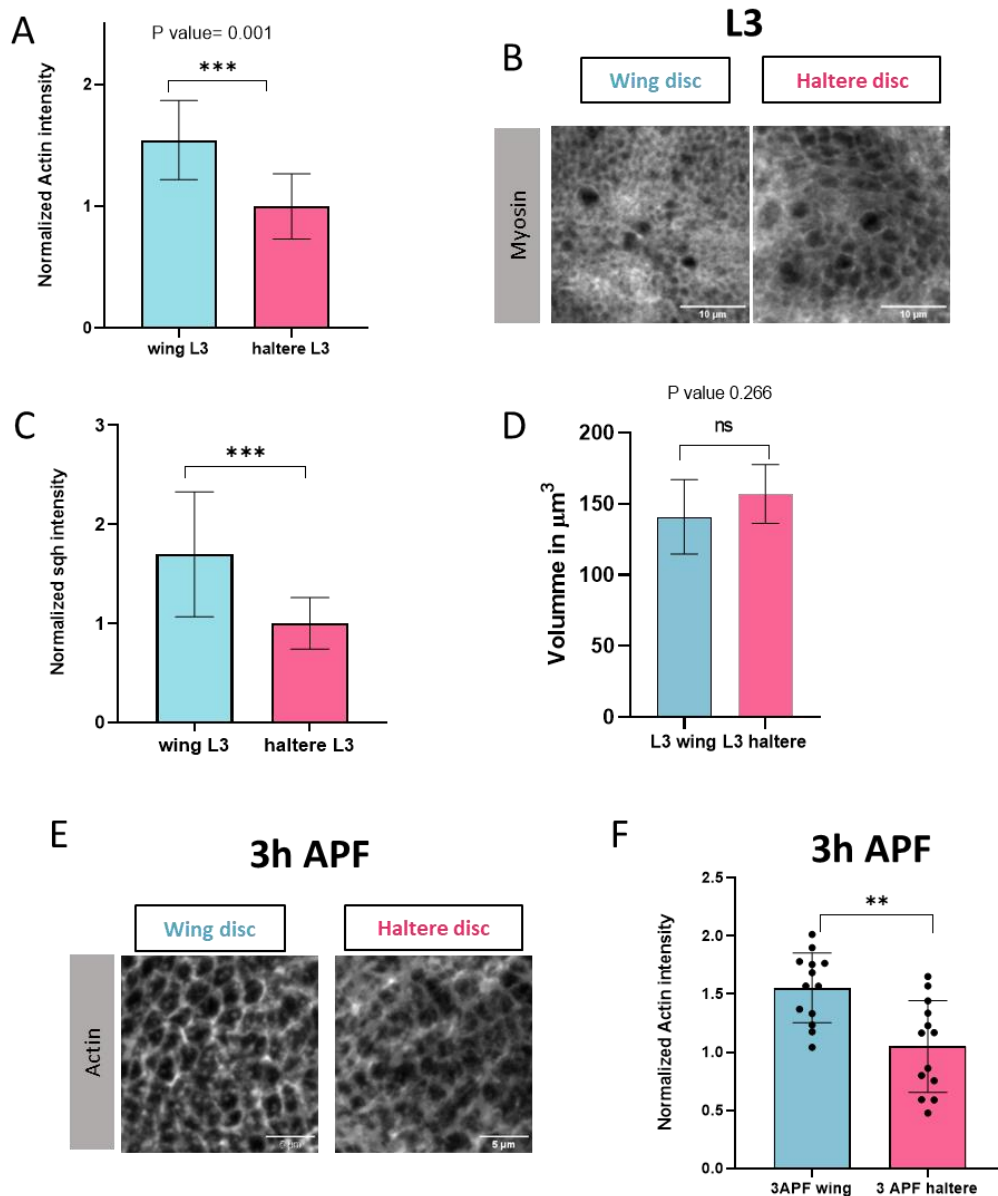 A
P value= 0.001
***
Normalized Actin intensity
2
1
0
wing L3
haltere L3
L3
B
Wing disc
Haltere disc
Myosin
10 µm
10 µm
C
***
Normalized sqh intensity
3
2
1
0
wing L3
haltere L3
D
P value 0.266
ns
Volumme in µm³
200
150
100
50
0
L3 wing L3 haltere
E
3h APF
Wing disc
Haltere disc
Actin
5 µm
5 µm
F
3h APF
**
Normalized Actin intensity
2.5
2.0
1.5
1.0
0.5
0.0
3APF wing
3 APF haltere